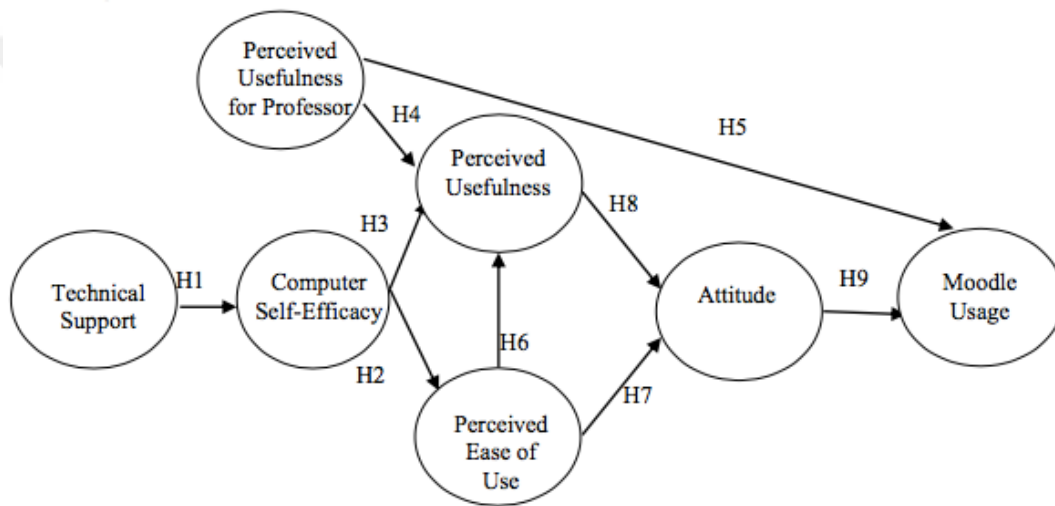 Perceived
Usefulness
for Professor
H4
H5
Perceived
Usefulness
H3
H8
Technical
Support
H1
Computer
Self-Efficacy
H2
H6
Perceived
Ease of
Use
H7
Attitude
H9
Moodle
Usage